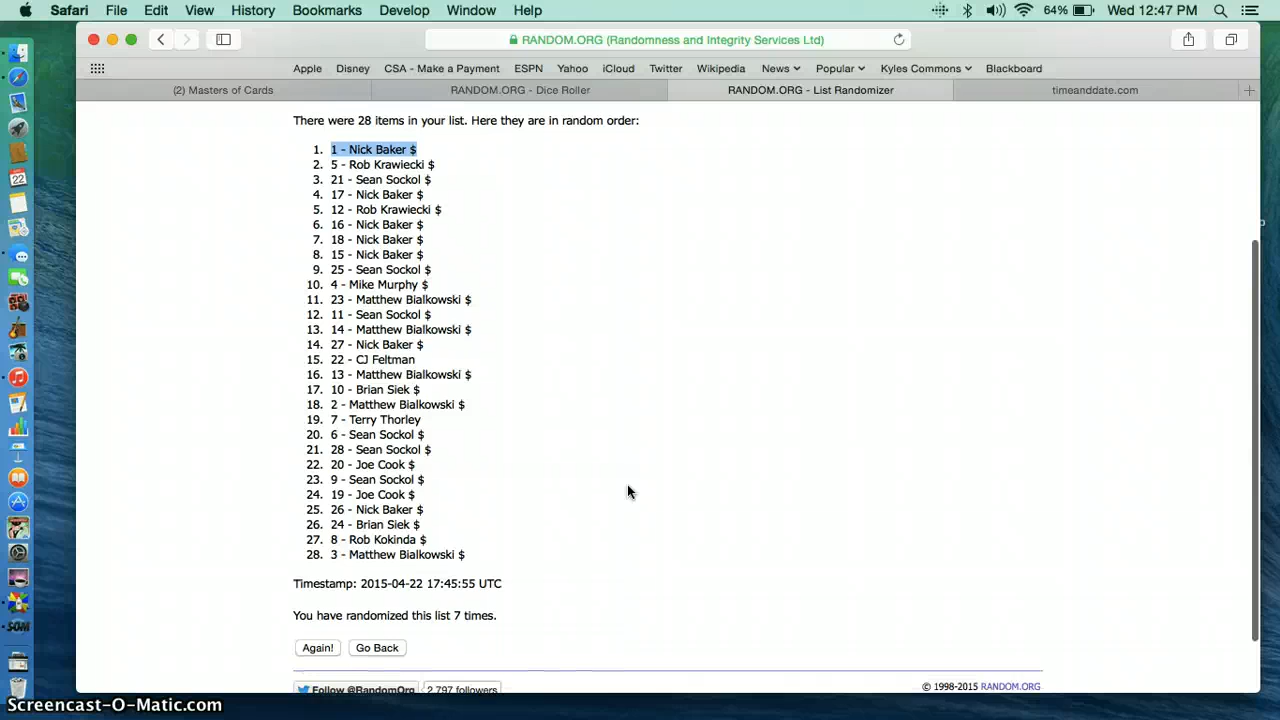 Safari File Edit View History Bookmarks Develop Window Help 64% Wed 12:47 PM
RANDOM.ORG (Randomness and Integrity Services Ltd)
Apple Disney CSA - Make a Payment ESPN Yahoo iCloud Twitter Wikipedia News Popular Kyles Commons Blackboard
(2) Masters of Cards RANDOM.ORG - Dice Roller RANDOM.ORG - List Randomizer timeanddate.com
There were 28 items in your list. Here they are in random order:
1. 1 - Nick Baker $
2. 5 - Rob Krawiecki $
3. 21 - Sean Sockol $
4. 17 - Nick Baker $
5. 12 - Rob Krawiecki $
6. 16 - Nick Baker $
7. 18 - Nick Baker $
8. 15 - Nick Baker $
9. 25 - Sean Sockol $
10. 4 - Mike Murphy $
11. 23 - Matthew Bialkowski $
12. 11 - Sean Sockol $
13. 14 - Matthew Bialkowski $
14. 27 - Nick Baker $
15. 22 - CJ Feltman
16. 13 - Matthew Bialkowski $
17. 10 - Brian Siek $
18. 2 - Matthew Bialkowski $
19. 7 - Terry Thorley
20. 6 - Sean Sockol $
21. 28 - Sean Sockol $
22. 20 - Joe Cook $
23. 9 - Sean Sockol $
24. 19 - Joe Cook $
25. 26 - Nick Baker $
26. 24 - Brian Siek $
27. 8 - Rob Kokinda $
28. 3 - Matthew Bialkowski $
Timestamp: 2015-04-22 17:45:55 UTC
You have randomized this list 7 times.
Again! Go Back
Follow @RandomOrg 2,797 followers © 1998-2015 RANDOM.ORG
22
SOM
Screencast-O-Matic.com